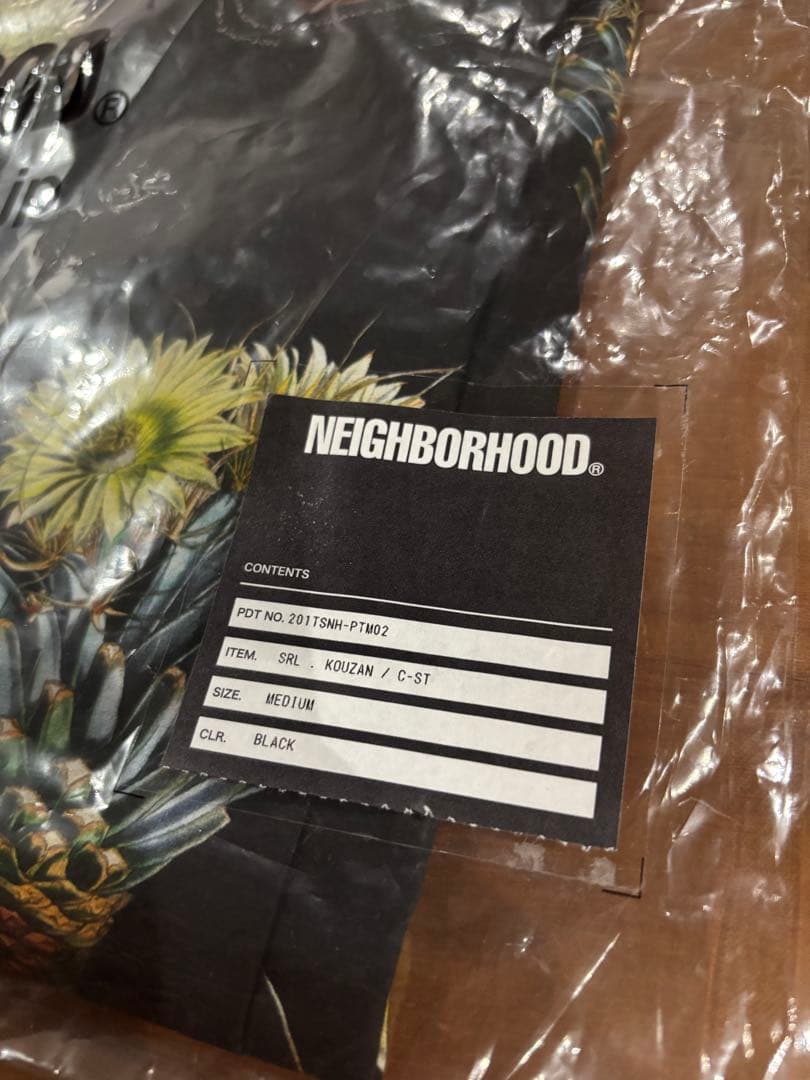 ®
NEIGHBORHOOD®
CONTENTS
PDT NO. 201TSNH-PTM02
ITEM. SRL . KOUZAN / C-ST
SIZE. MEDIUM
CLR. BLACK